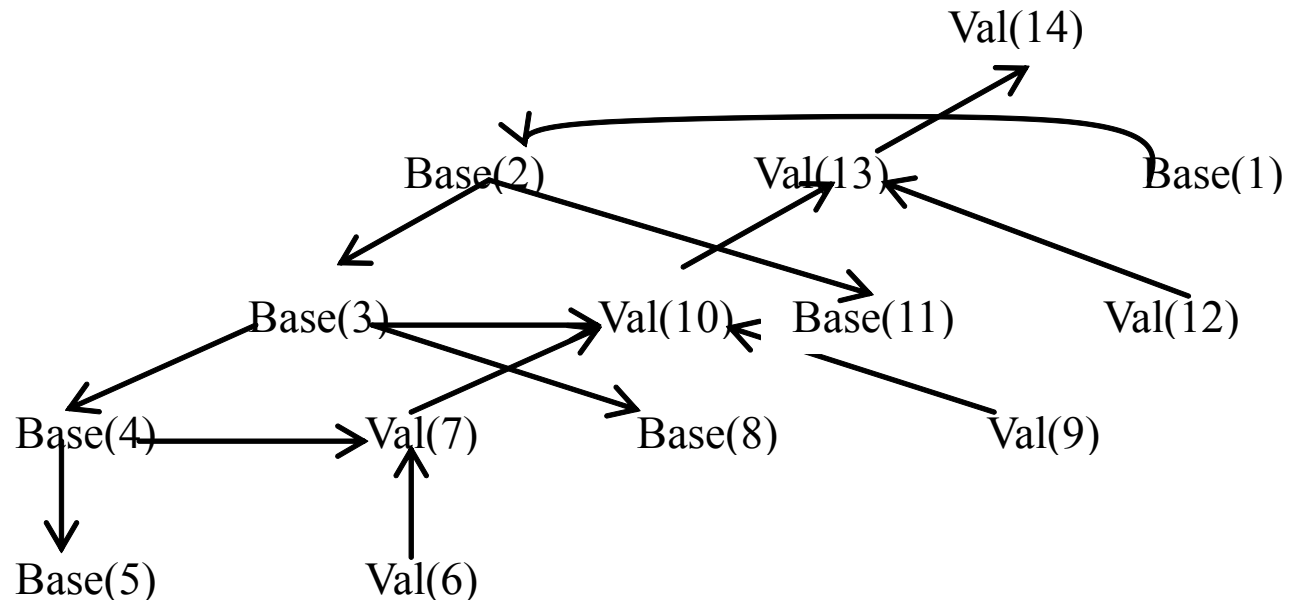 Val(14)
Base(2) Val(13) Base(1)
Base(3) Val(10) Base(11) Val(12)
Base(4) Val(7) Base(8) Val(9)
Base(5) Val(6)